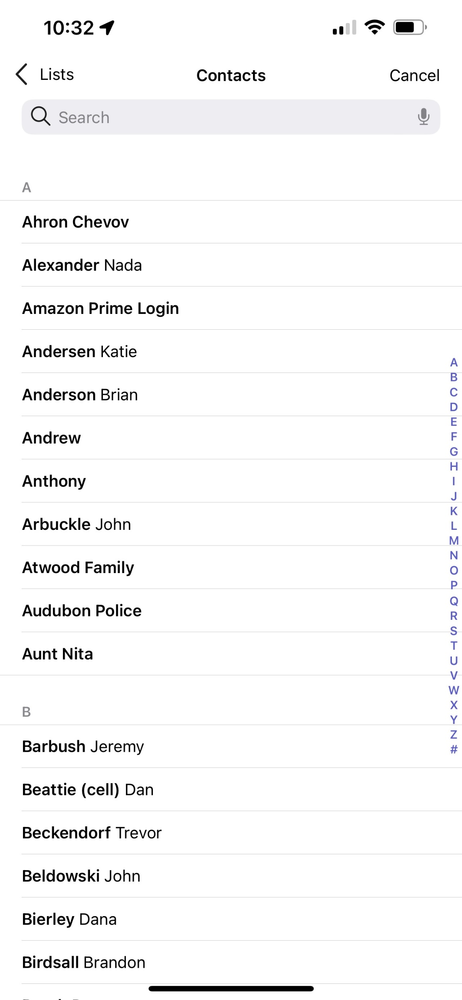 10:32
Lists
Contacts
Cancel
Search
A
Ahron Chevov
Alexander Nada
Amazon Prime Login
Andersen Katie
Anderson Brian
Andrew
Anthony
Arbuckle John
Atwood Family
Audubon Police
Aunt Nita
B
Barbush Jeremy
Beattie (cell) Dan
Beckendorf Trevor
Beldowski John
Bierley Dana
Birdsall Brandon
A
B
C
D
E
F
G
H
I
J
K
L
M
N
O
P
Q
R
S
T
U
V
W
X
Y
Z
#